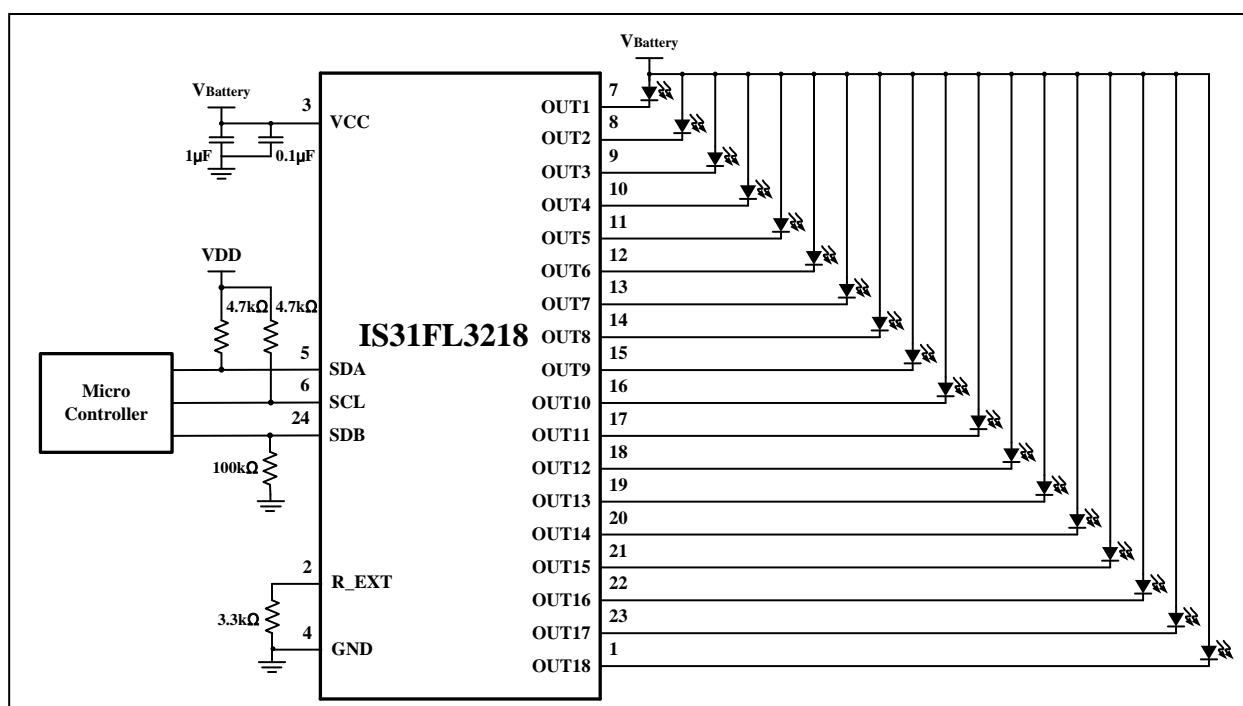 VBattery
7
OUT1
8
OUT2
9
OUT3
10
OUT4
11
OUT5
12
OUT6
13
OUT7
14
OUT8
15
OUT9
16
OUT10
17
OUT11
18
OUT12
19
OUT13
20
OUT14
21
OUT15
22
OUT16
23
OUT17
1
OUT18
IS31FL3218
VBattery
3
VCC
1µF
0.1µF
VDD
4.7kΩ 4.7kΩ
5
SDA
6
SCL
24
SDB
Micro
Controller
100kΩ
2
R_EXT
3.3kΩ
4
GND